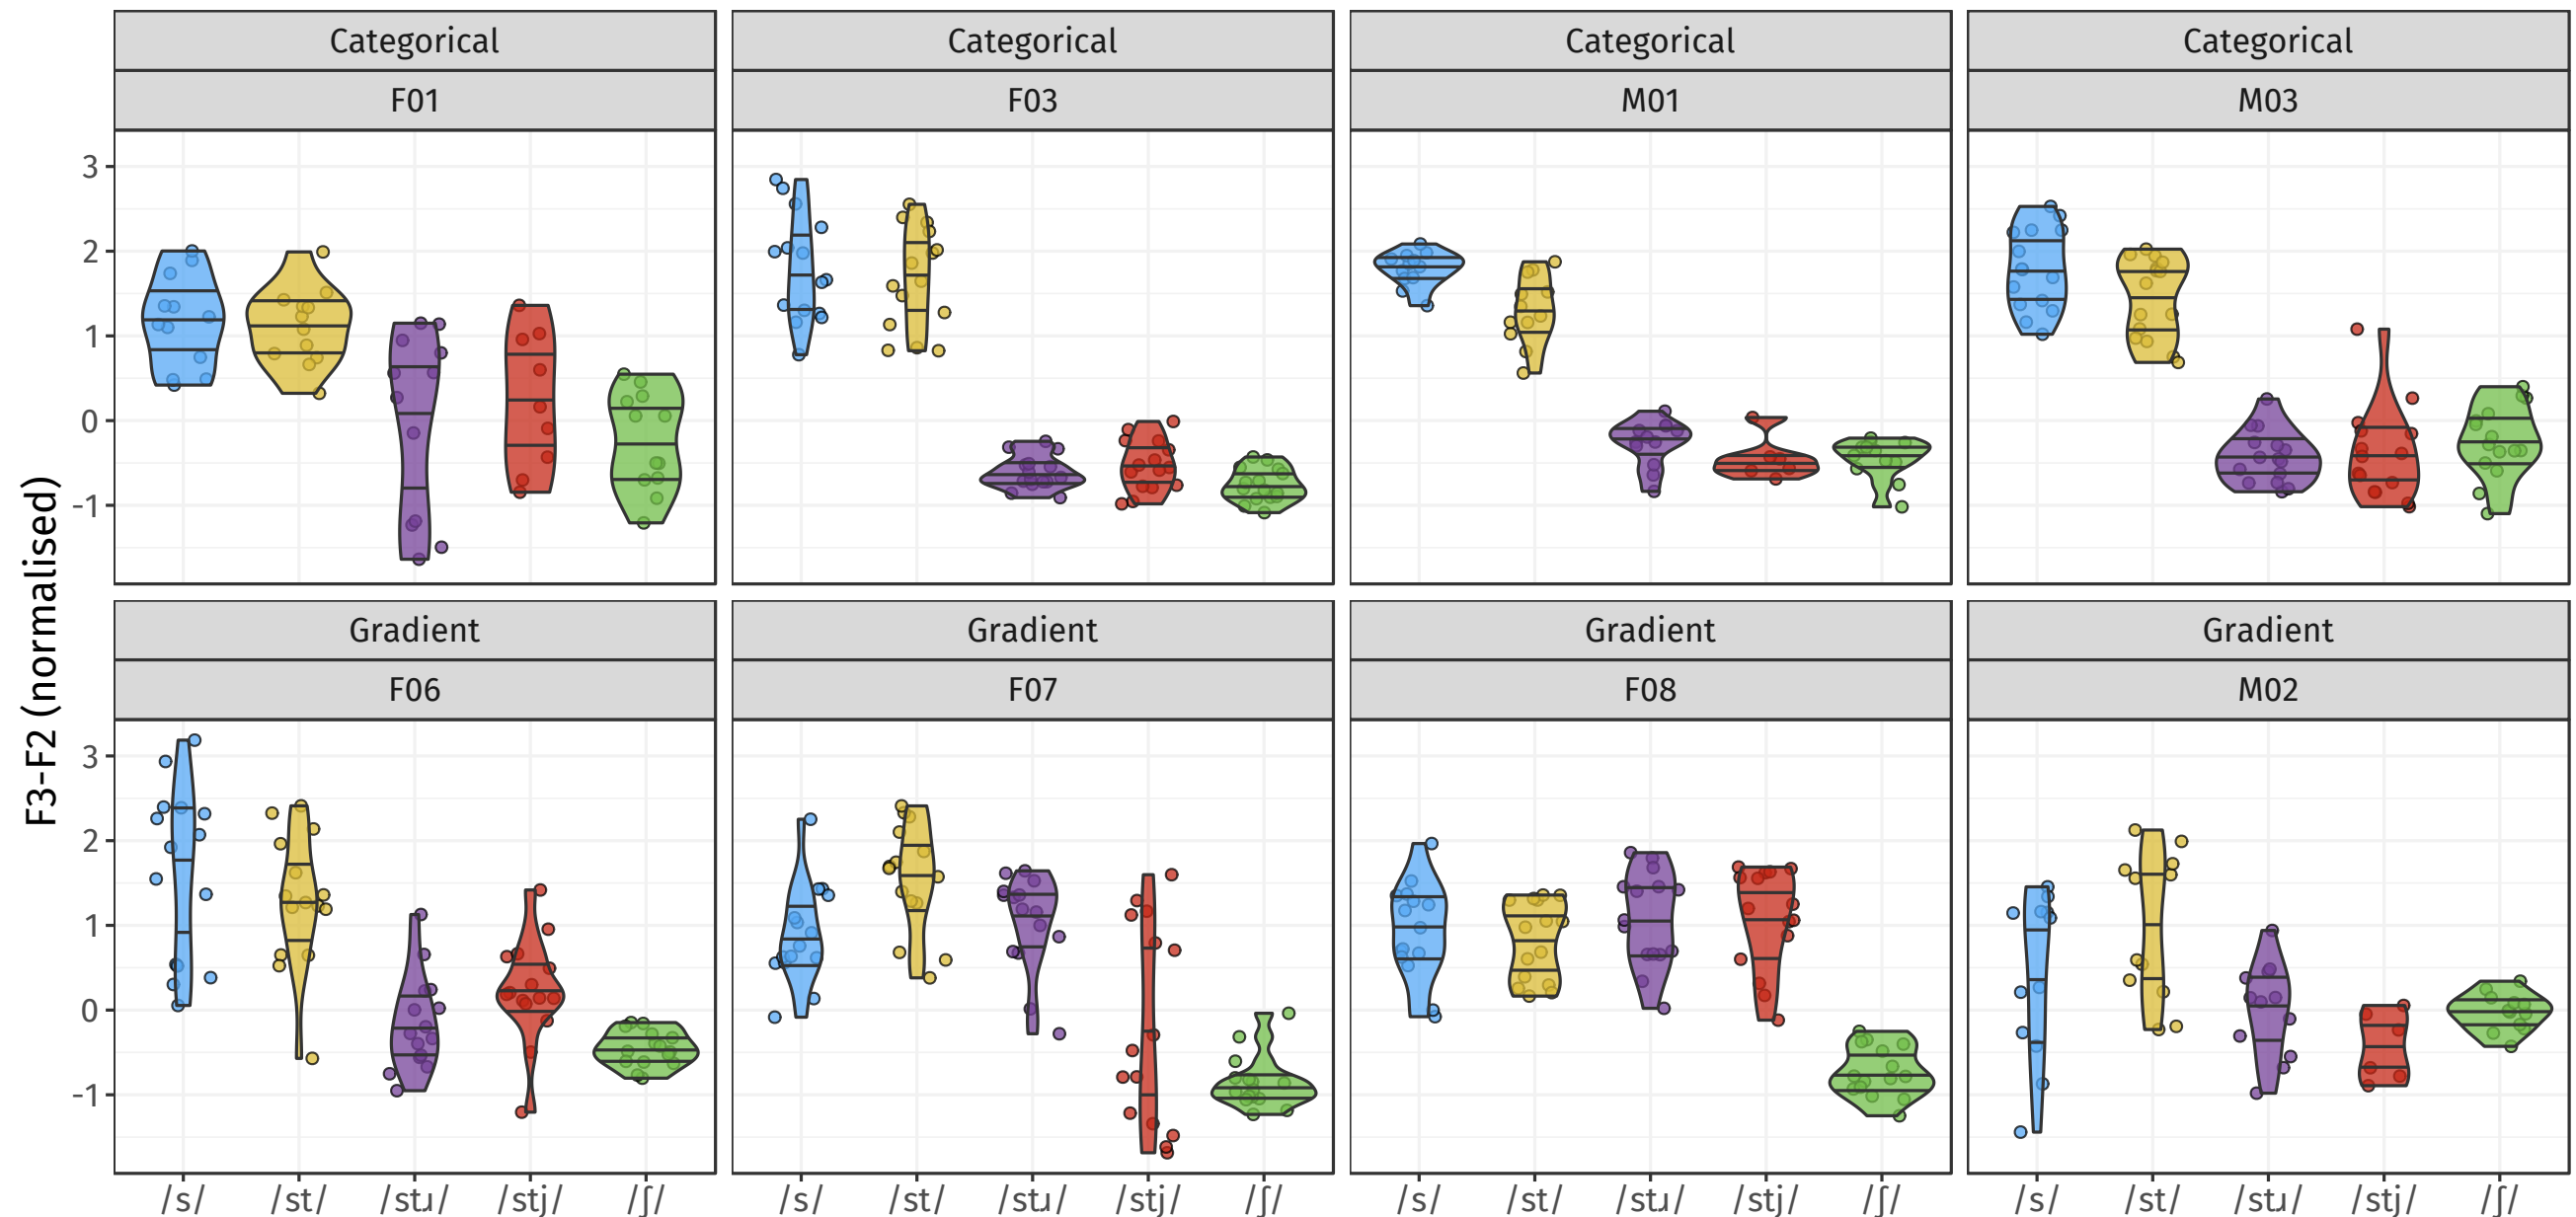 Categorical Categorical Categorical Categorical
F01 F03 M01 M03
3
2
1
0
-1
Gradient Gradient Gradient Gradient
F06 F07 F08 M02
3
2
1
0
-1
F3-F2 (normalised)
/s/ /st/ /stɹ/ /stj/ /ʃ/ /s/ /st/ /stɹ/ /stj/ /ʃ/ /s/ /st/ /stɹ/ /stj/ /ʃ/ /s/ /st/ /stɹ/ /stj/ /ʃ/